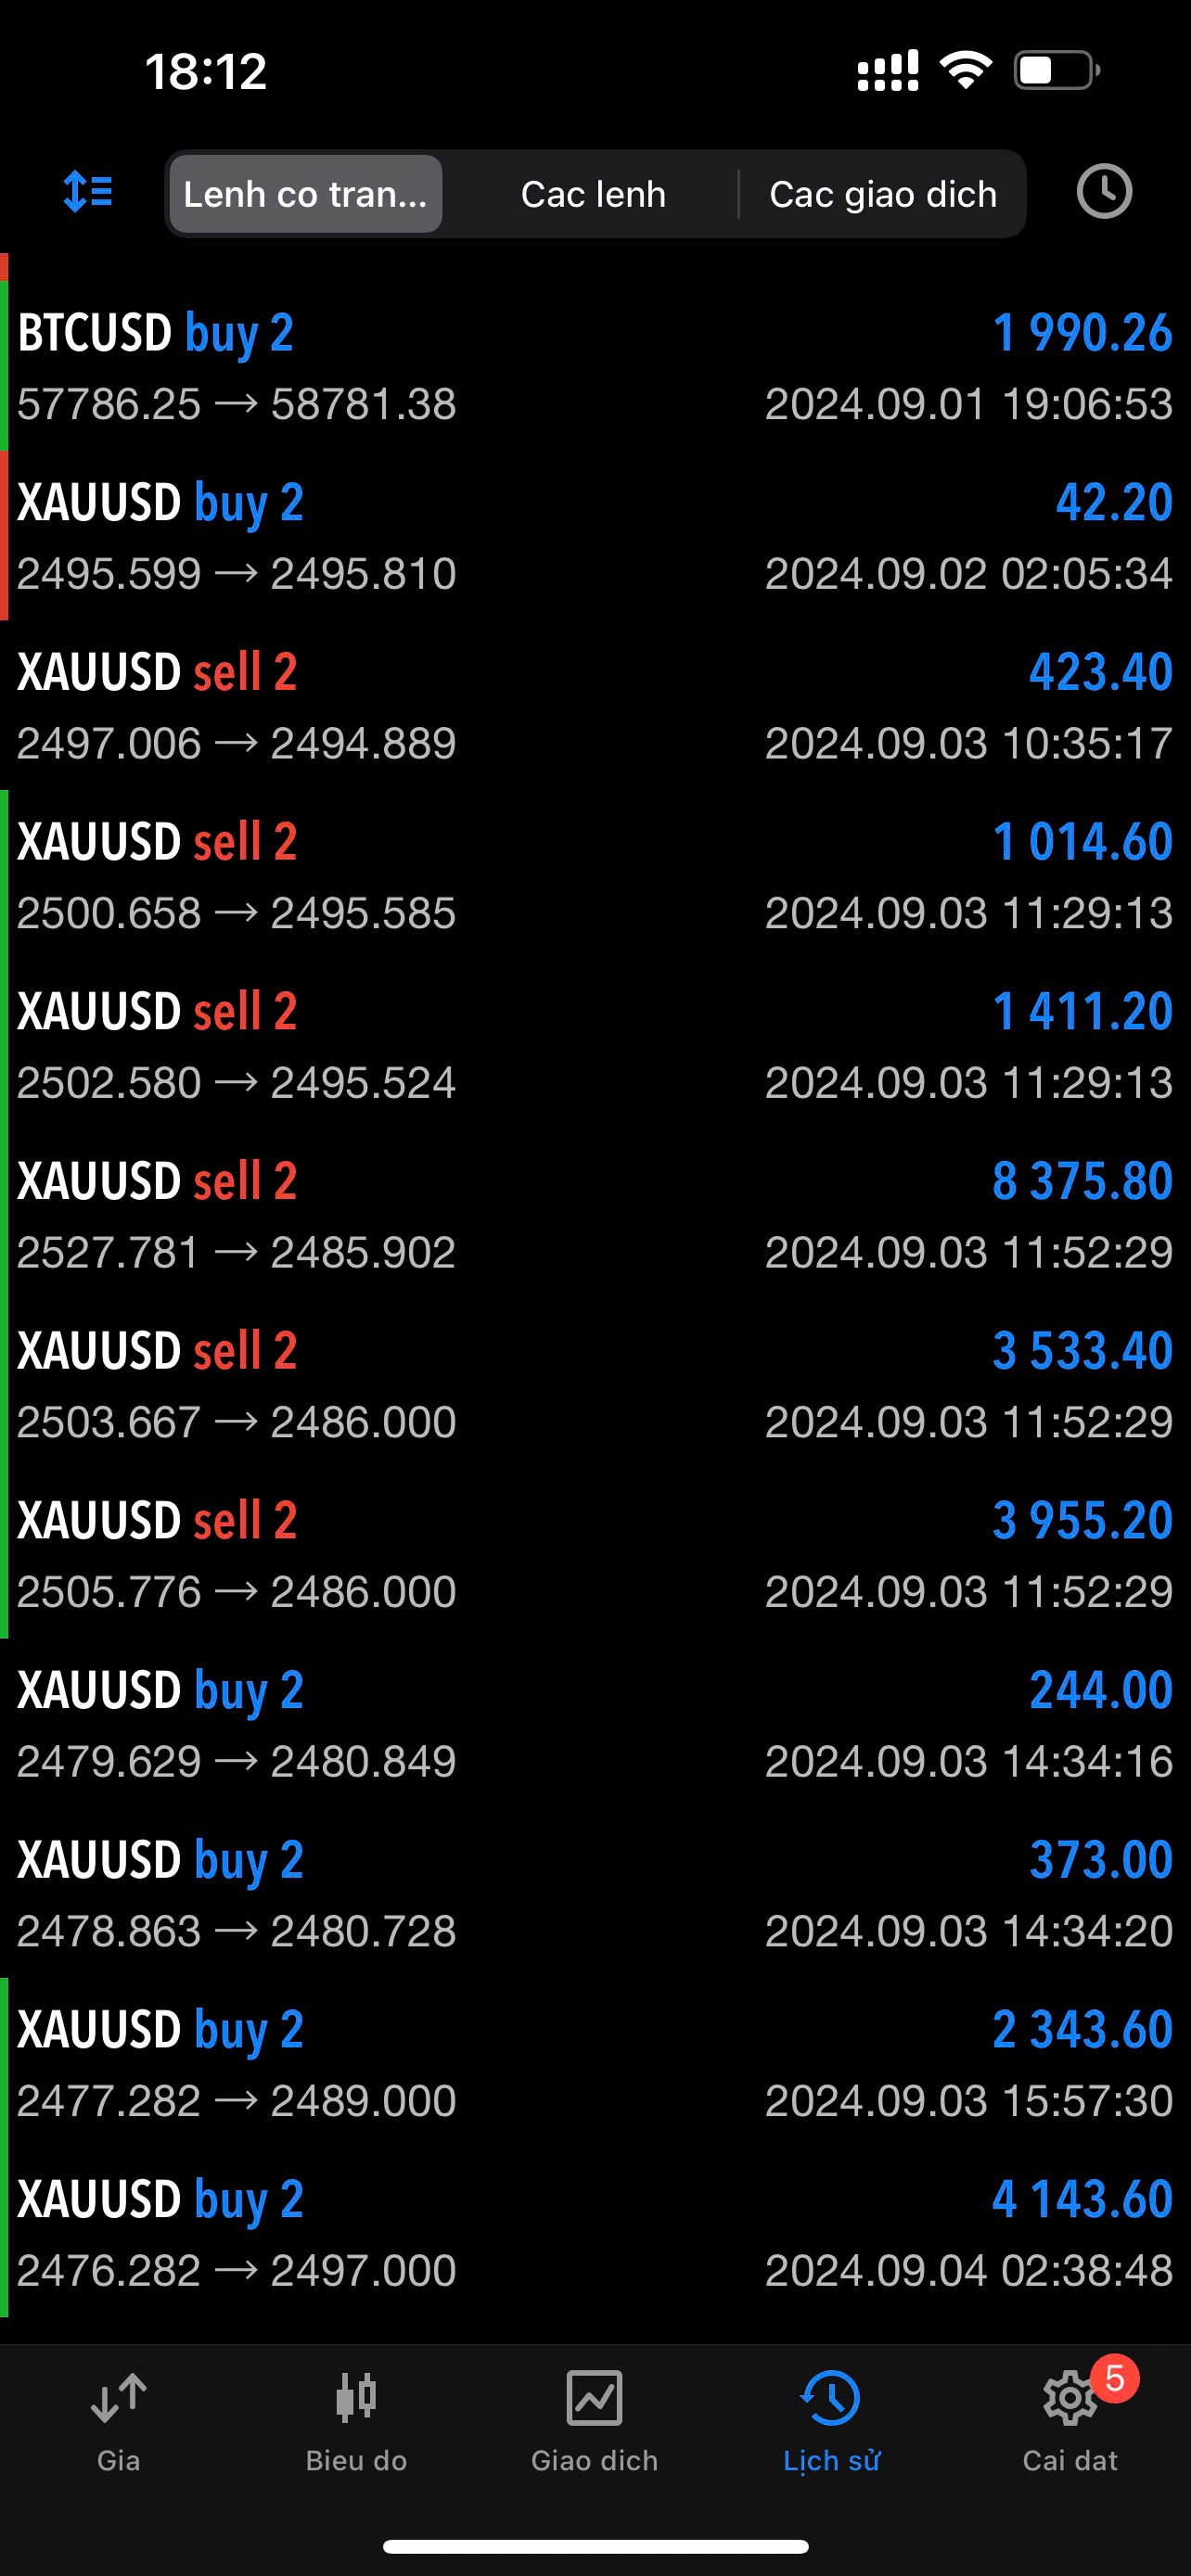 18:12
Lenh co tran... Cac lenh Cac giao dich
BTCUSD buy 2 1 990.26
57786.25 → 58781.38 2024.09.01 19:06:53
XAUUSD buy 2 42.20
2495.599 → 2495.810 2024.09.02 02:05:34
XAUUSD sell 2 423.40
2497.006 → 2494.889 2024.09.03 10:35:17
XAUUSD sell 2 1 014.60
2500.658 → 2495.585 2024.09.03 11:29:13
XAUUSD sell 2 1 411.20
2502.580 → 2495.524 2024.09.03 11:29:13
XAUUSD sell 2 8 375.80
2527.781 → 2485.902 2024.09.03 11:52:29
XAUUSD sell 2 3 533.40
2503.667 → 2486.000 2024.09.03 11:52:29
XAUUSD sell 2 3 955.20
2505.776 → 2486.000 2024.09.03 11:52:29
XAUUSD buy 2 244.00
2479.629 → 2480.849 2024.09.03 14:34:16
XAUUSD buy 2 373.00
2478.863 → 2480.728 2024.09.03 14:34:20
XAUUSD buy 2 2 343.60
2477.282 → 2489.000 2024.09.03 15:57:30
XAUUSD buy 2 4 143.60
2476.282 → 2497.000 2024.09.04 02:38:48
5
Gia Bieu do Giao dich Lịch sử Cai dat